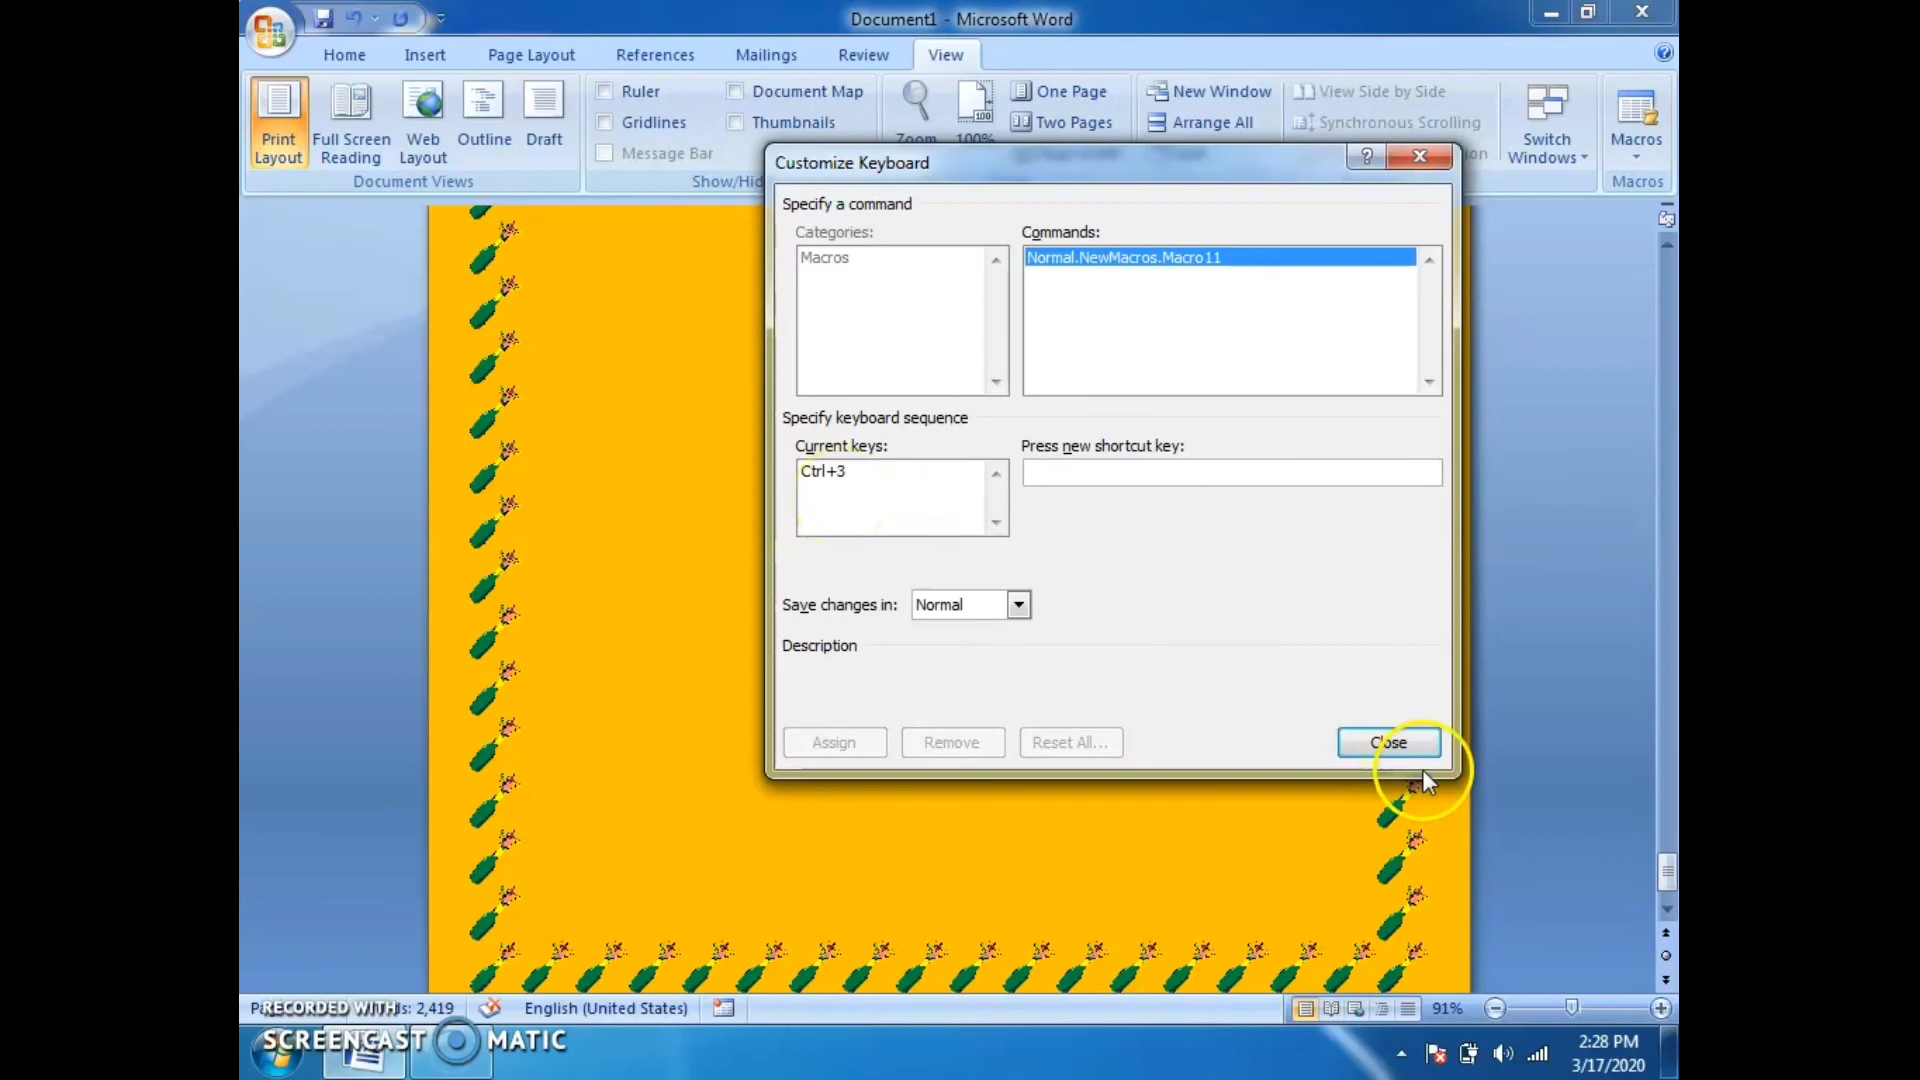 Document1 - Microsoft Word
Home Insert Page Layout References Mailings Review View
Ruler Document Map One Page New Window View Side by Side
Gridlines Thumbnails Two Pages Arrange All Synchronous Scrolling
Message Bar
Print Layout Full Screen Reading Web Layout Outline Draft Zoom 100% Switch Windows Macros
Document Views Show/Hid Macros
Customize Keyboard
Specify a command
Categories: Commands:
Macros Normal.NewMacros.Macro11
Specify keyboard sequence
Current keys: Press new shortcut key:
Ctrl+3
Save changes in: Normal
Description
Assign Remove Reset All... Close
RECORDED WITH s: 2,419 English (United States) 91%
SCREENCAST MATIC
2:28 PM
3/17/2020